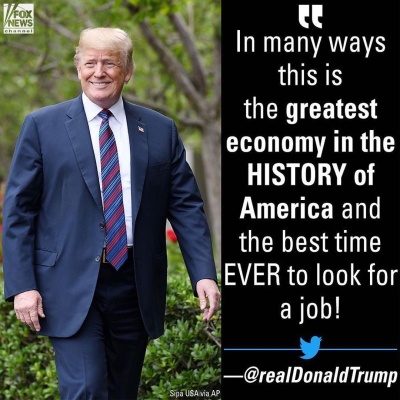 FOX
NEWS
channel
In many ways
this is
the greatest
economy in the
HISTORY of
America and
the best time
EVER to look for
a job!
—@realDonaldTrump
Sipa USA via AP